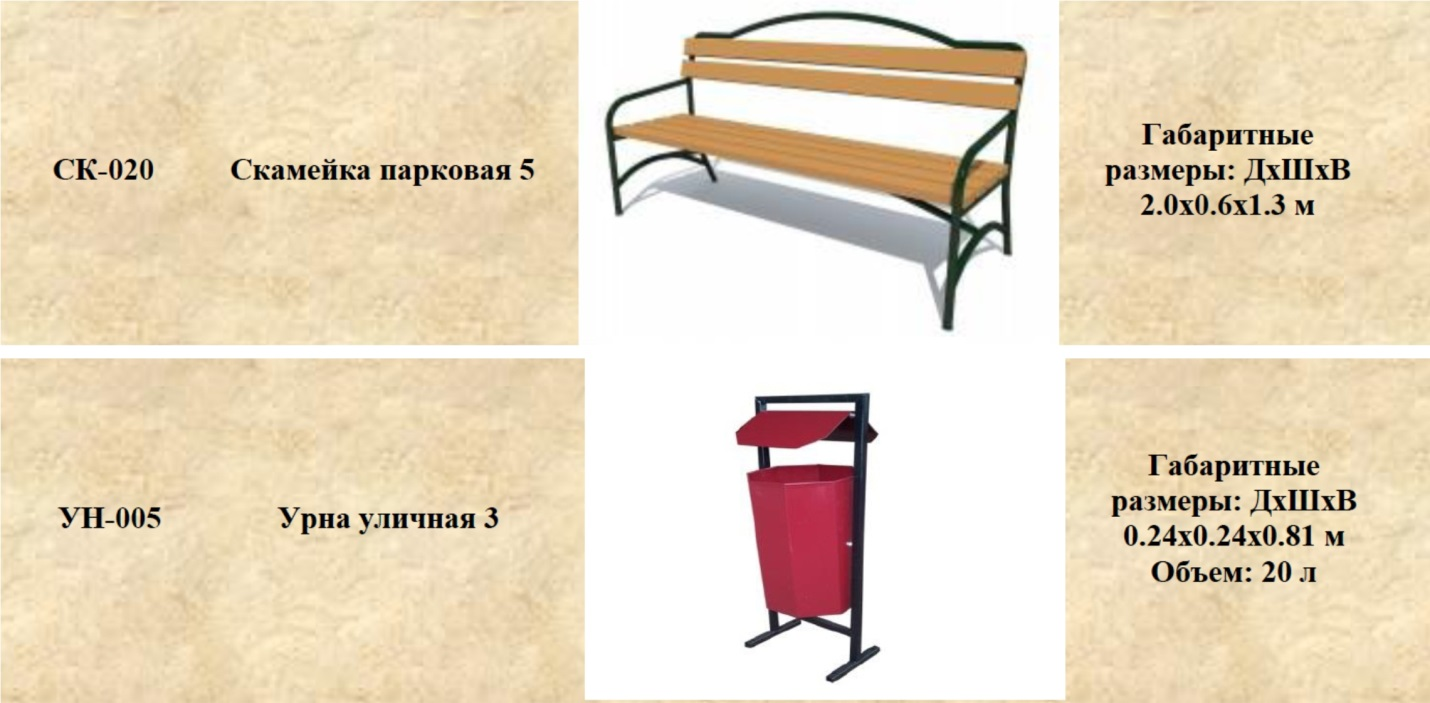 СК-020
Скамейка парковая 5
Габаритные
размеры: ДхШхВ
2.0х0.6х1.3 м
УН-005
Урна уличная 3
Габаритные
размеры: ДхШхВ
0.24х0.24х0.81 м
Объем: 20 л